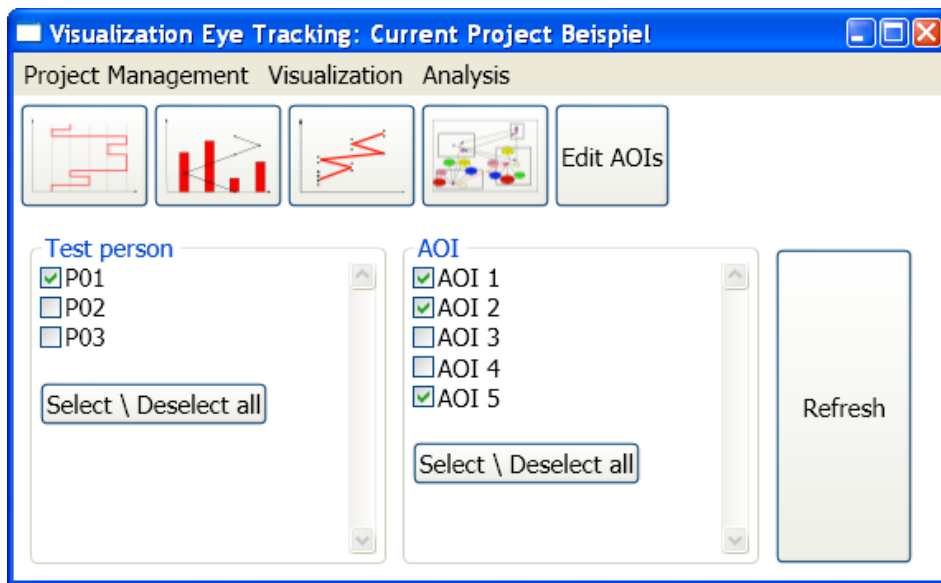 Visualization Eye Tracking: Current Project Beispiel
Project Management Visualization Analysis
Edit AOIs
Test person
P01
P02
P03
Select \ Deselect all
AOI
AOI 1
AOI 2
AOI 3
AOI 4
AOI 5
Select \ Deselect all
Refresh